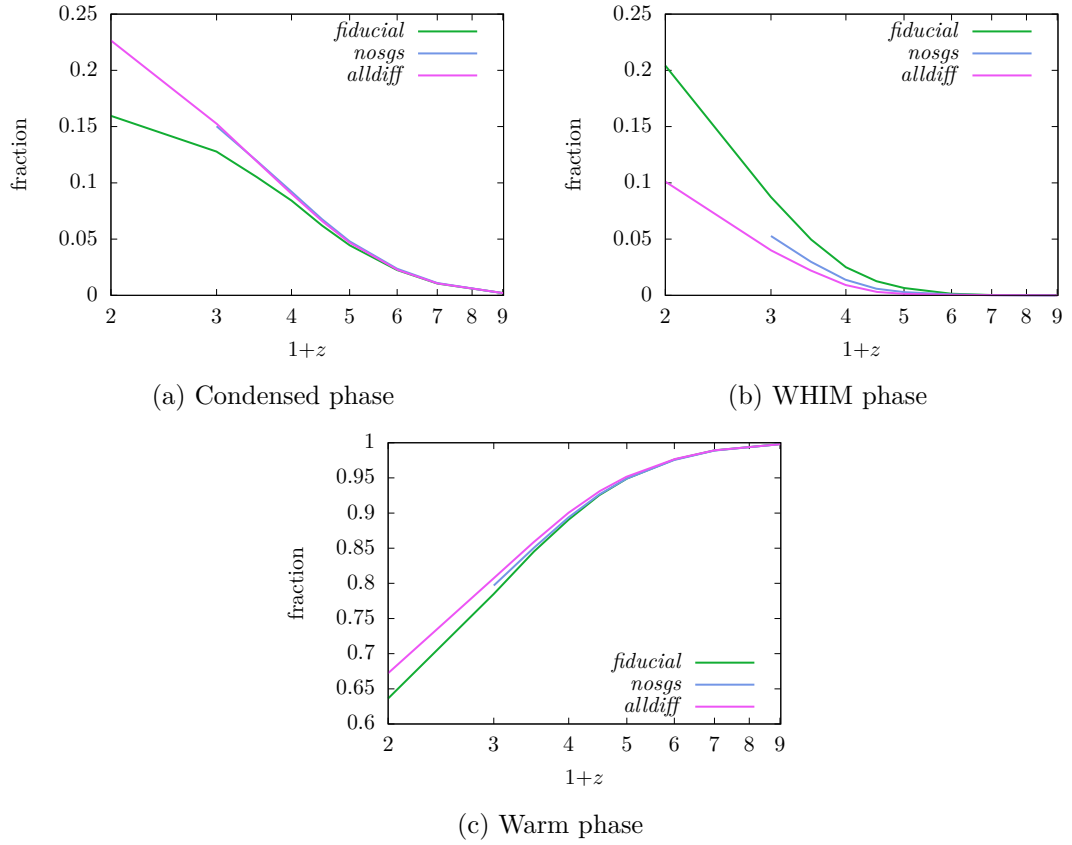 0.25
0.2
0.15
0.1
0.05
0
fraction
2 3 4 5 6 7 8 9
1+z
fiducial
nosgs
alldiff
(a) Condensed phase
0.25
0.2
0.15
0.1
0.05
0
fraction
2 3 4 5 6 7 8 9
1+z
fiducial
nosgs
alldiff
(b) WHIM phase
1
0.95
0.9
0.85
0.8
0.75
0.7
0.65
0.6
fraction
2 3 4 5 6 7 8 9
1+z
fiducial
nosgs
alldiff
(c) Warm phase